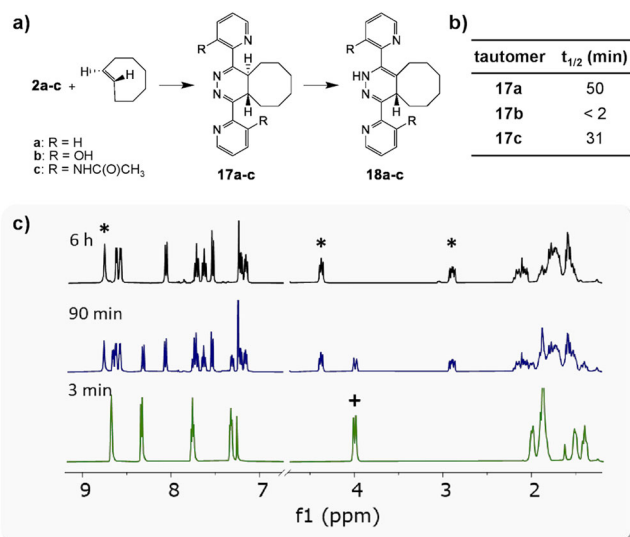 a)
2a-c +
H
H
a: R = H
b: R = OH
c: R = NHC(O)CH₃
N
R
H
N
N
H
R
N
17a-c
N
R
HN
N
H
R
N
18a-c
b)
tautomer t₁/₂ (min)
17a 50
17b < 2
17c 31
c)
6 h
*
*
*
90 min
3 min
+
9 8 7 4 3 2
f1 (ppm)